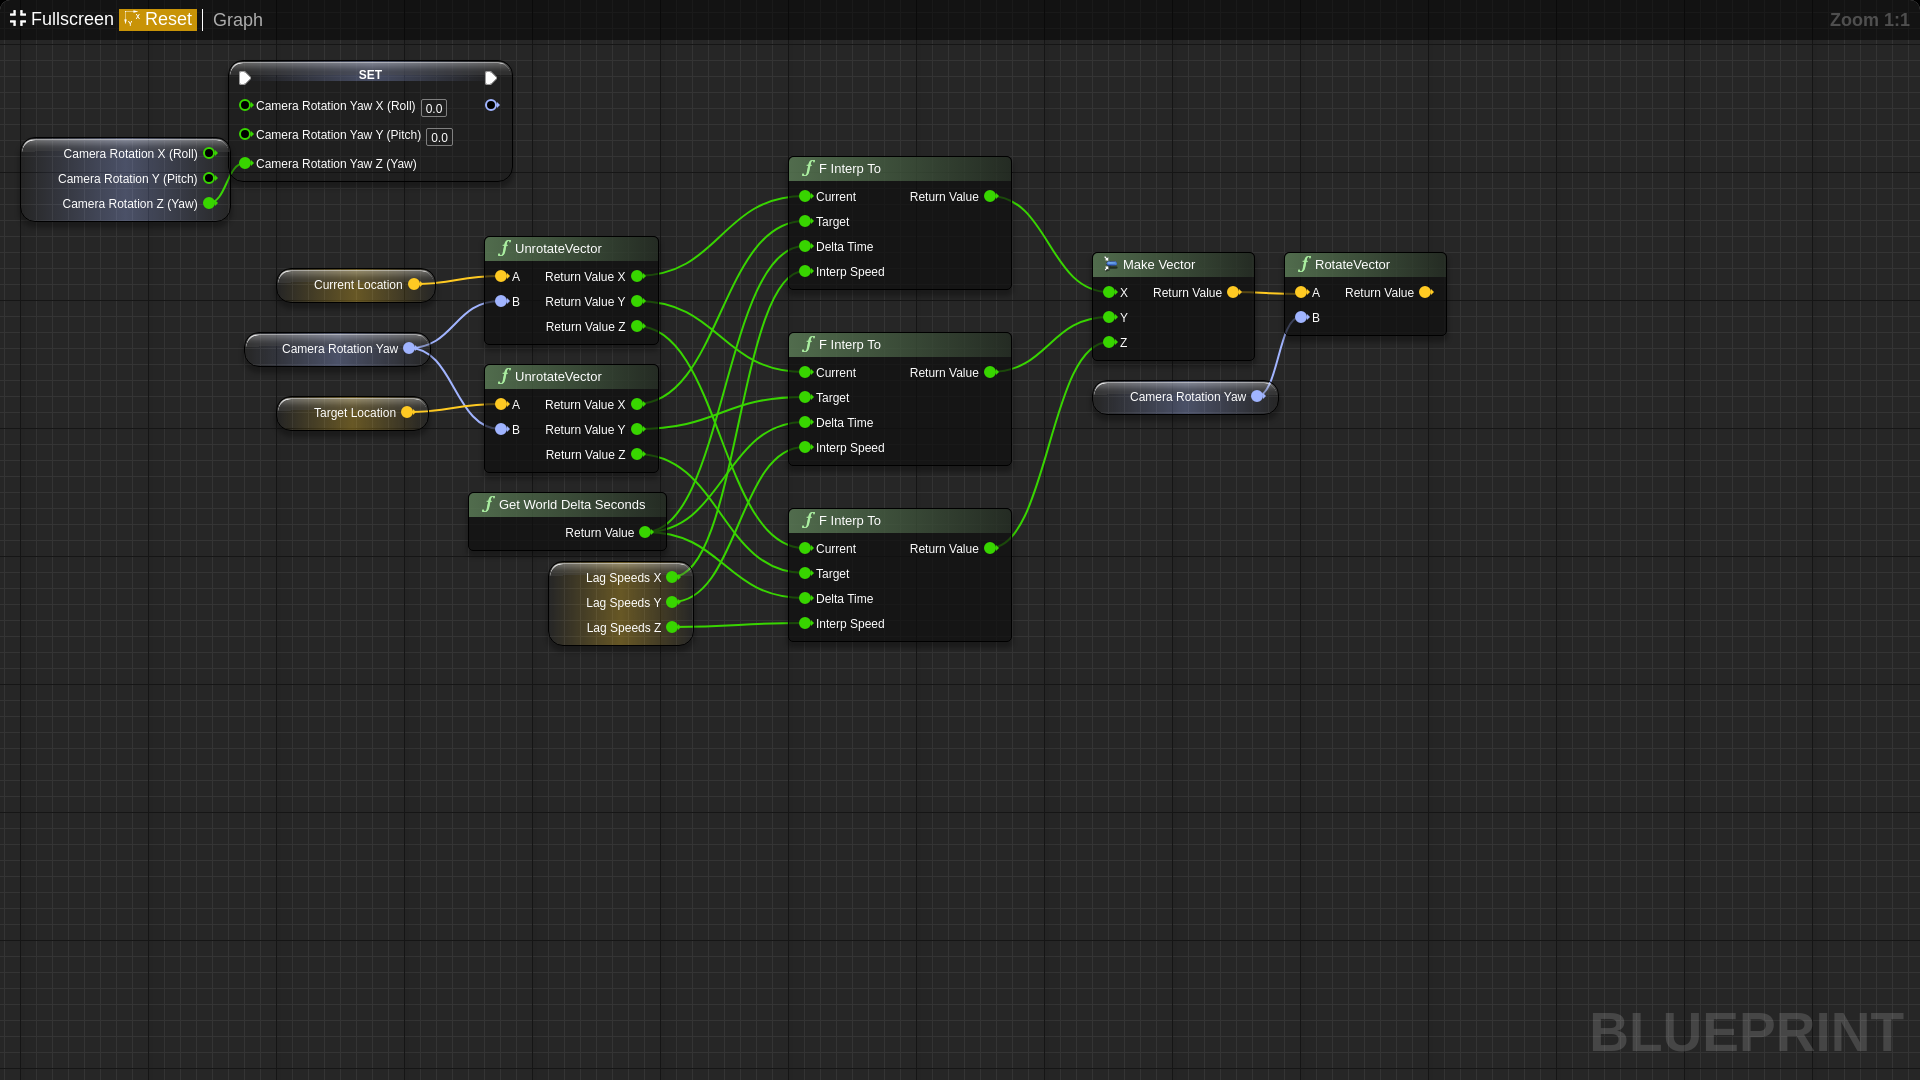 Fullscreen Reset Graph
Zoom 1:1
SET
Camera Rotation Yaw X (Roll) 0.0
Camera Rotation Yaw Y (Pitch) 0.0
Camera Rotation Yaw Z (Yaw)
Camera Rotation X (Roll)
Camera Rotation Y (Pitch)
Camera Rotation Z (Yaw)
Current Location
Camera Rotation Yaw
Target Location
UnrotateVector
A Return Value X
B Return Value Y
Return Value Z
UnrotateVector
A Return Value X
B Return Value Y
Return Value Z
Get World Delta Seconds
Return Value
Lag Speeds X
Lag Speeds Y
Lag Speeds Z
F Interp To
Current Return Value
Target
Delta Time
Interp Speed
F Interp To
Current Return Value
Target
Delta Time
Interp Speed
F Interp To
Current Return Value
Target
Delta Time
Interp Speed
Make Vector
X Return Value
Y
Z
Camera Rotation Yaw
RotateVector
A Return Value
B
BLUEPRINT